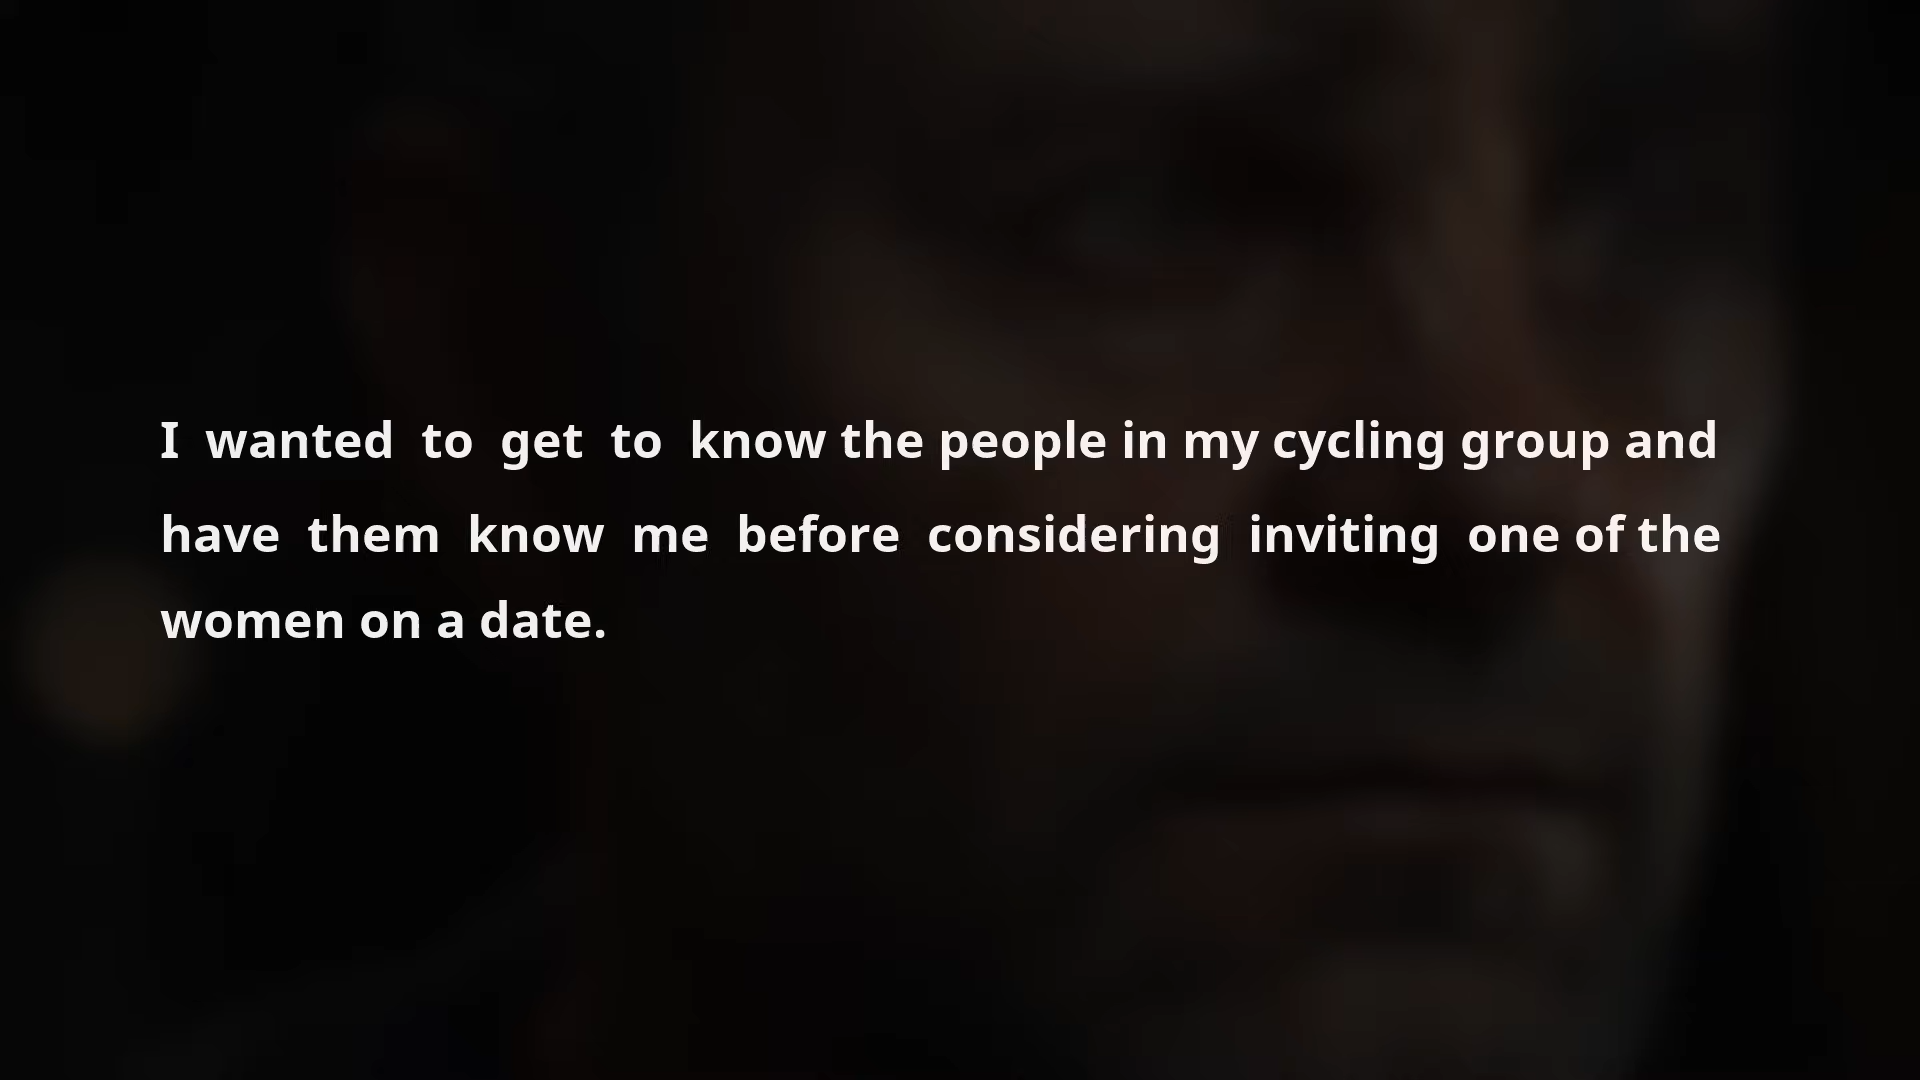 I wanted to get to know the people in my cycling group and
have them know me before considering inviting one of the
women on a date.